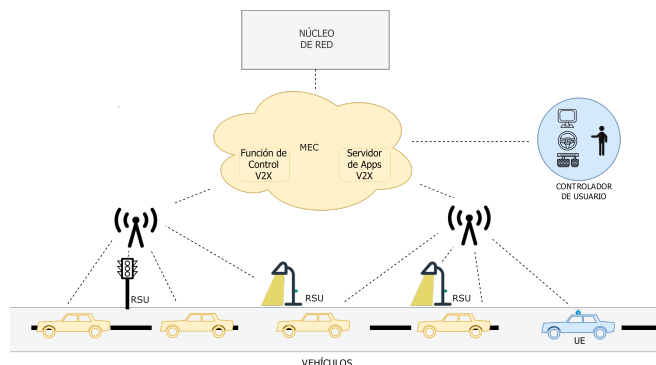 NÚCLEO
DE RED
MEC
Función de
Control
V2X
Servidor
de Apps
V2X
CONTROLADOR
DE USUARIO
RSU
RSU
RSU
UE
VEHÍCULOS